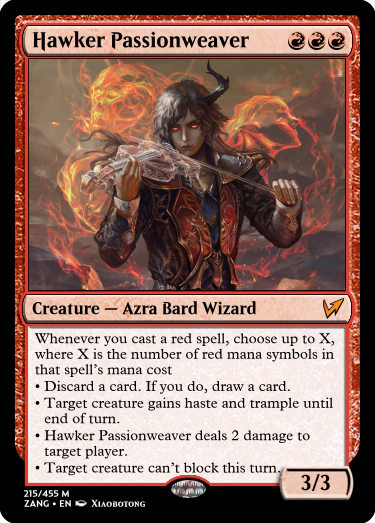 Hawker Passionweaver
Creature — Azra Bard Wizard
Whenever you cast a red spell, choose up to X,
where X is the number of red mana symbols in
that spell's mana cost
• Discard a card. If you do, draw a card.
• Target creature gains haste and trample until
end of turn.
• Hawker Passionweaver deals 2 damage to
target player.
• Target creature can't block this turn.
3/3
215/455 M
ZANG • EN Xiaobotong